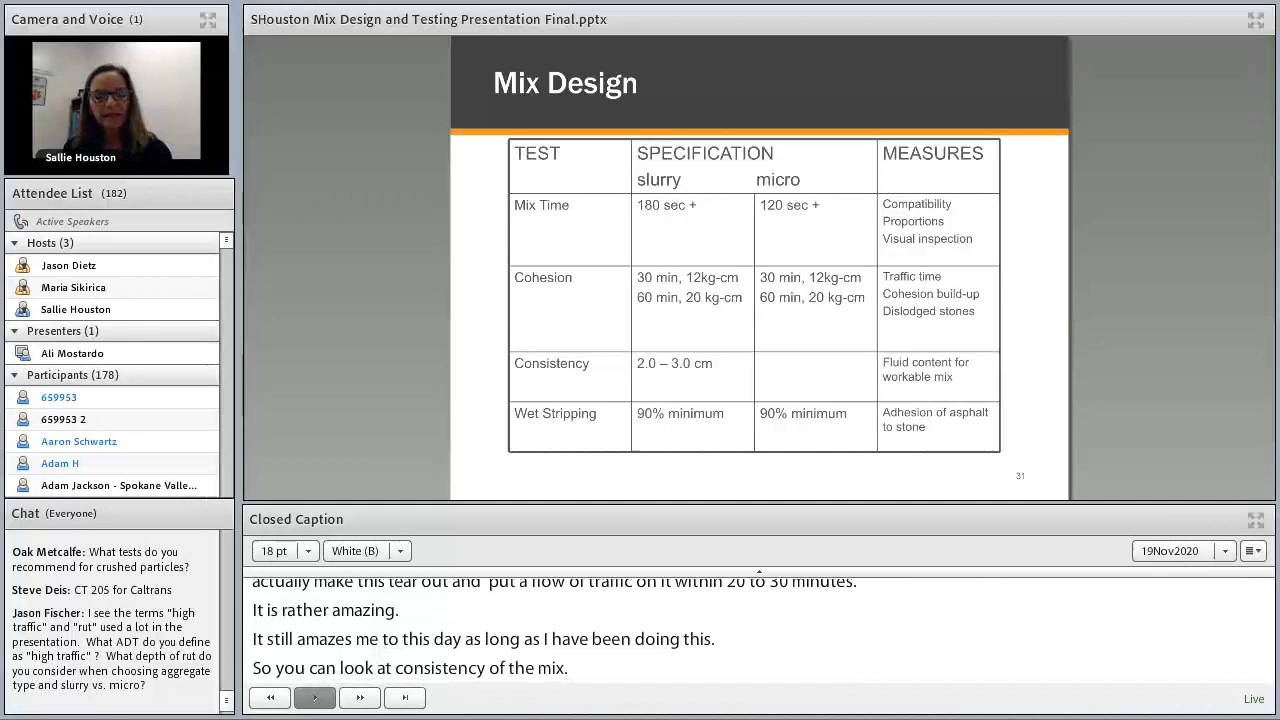 Camera and Voice (1)
Sallie Houston
Attendee List (182)
Active Speakers
Hosts (3)
Jason Dietz
Maria Sikirica
Sallie Houston
Presenters (1)
Ali Mostardo
Participants (178)
659953
659953 2
Aaron Schwartz
Adam H
Adam Jackson - Spokane Valle...
Chat (Everyone)
Oak Metcalfe: What tests do you
recommend for crushed particles?
Steve Deis: CT 205 for Caltrans
Jason Fischer: I see the terms "high
traffic" and "rut" used a lot in the
presentation. What ADT do you define
as "high traffic" ? What depth of rut do
you consider when choosing aggregate
type and slurry vs. micro?
SHouston Mix Design and Testing Presentation Final.pptx
Mix Design
TEST SPECIFICATION MEASURES
slurry micro
Mix Time 180 sec + 120 sec + Compatibility
Proportions
Visual inspection
Cohesion 30 min, 12kg-cm 30 min, 12kg-cm Traffic time
60 min, 20 kg-cm 60 min, 20 kg-cm Cohesion build-up
Dislodged stones
Consistency 2.0 – 3.0 cm Fluid content for
workable mix
Wet Stripping 90% minimum 90% minimum Adhesion of asphalt
to stone
31
Closed Caption
18 pt White (B) 19Nov2020
actually make this tear out and put a flow of traffic on it within 20 to 30 minutes.
It is rather amazing.
It still amazes me to this day as long as I have been doing this.
So you can look at consistency of the mix.
Live